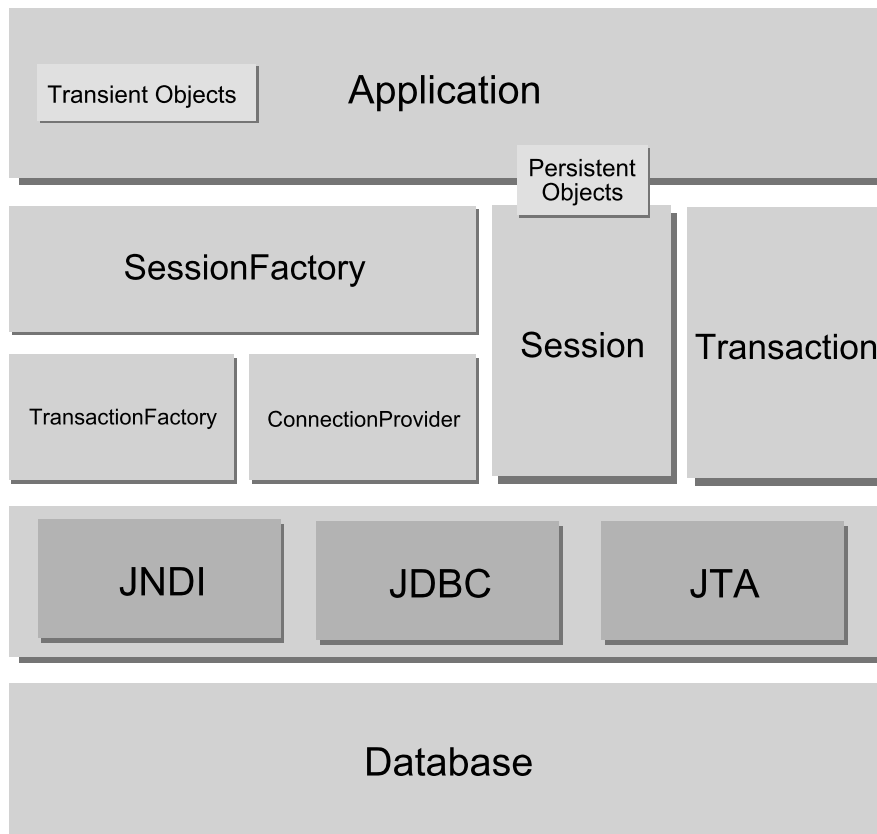 Transient Objects
Application
Persistent
Objects
SessionFactory
Session
Transaction
TransactionFactory
ConnectionProvider
JNDI
JDBC
JTA
Database